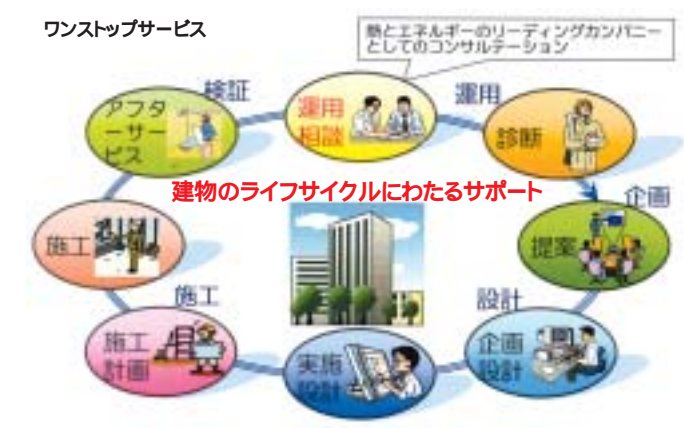 ワンストップサービス
熱とエネルギーのリーディングカンパニー
としてのコンサルテーション
検証
運用
アフタ
ーサー
ビス
運用
相談
診断
建物のライフサイクルにわたるサポート
企画
施工
提案
施工
設計
施工
計画
実施
設計
企画
設計